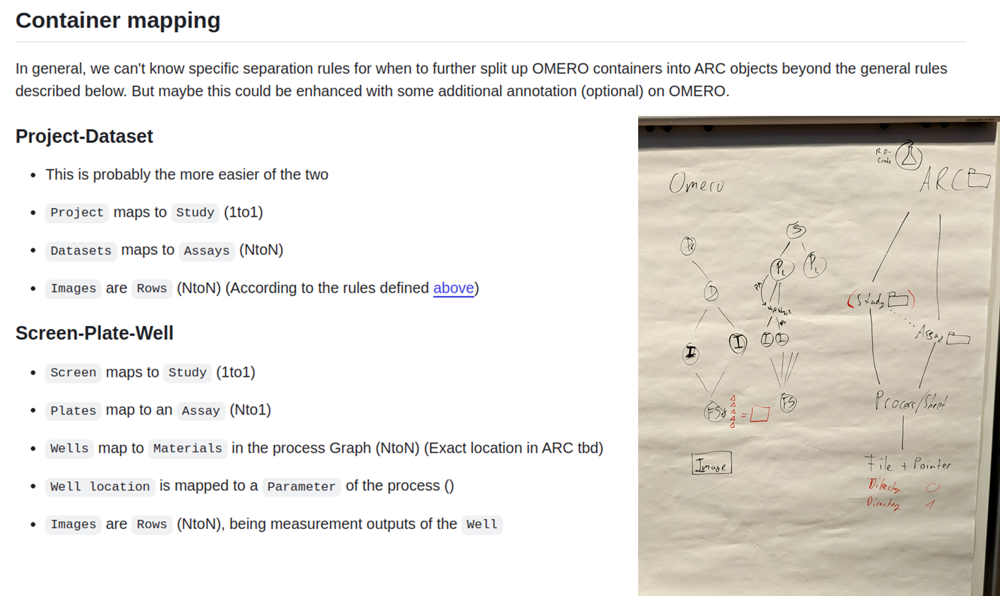 Container mapping
In general, we can't know specific separation rules for when to further split up OMERO containers into ARC objects beyond the general rules
described below. But maybe this could be enhanced with some additional annotation (optional) on OMERO.
Project-Dataset
• This is probably the more easier of the two
• Project maps to Study (1to1)
• Datasets maps to Assays (NtoN)
• Images are Rows (NtoN) (According to the rules defined above)
Screen-Plate-Well
• Screen maps to Study (1to1)
• Plates map to an Assay (Nto1)
• Wells map to Materials in the process Graph (NtoN) (Exact location in ARC tbd)
• Well location is mapped to a Parameter of the process ()
• Images are Rows (NtoN), being measurement outputs of the Well
RO-
Crate
Omero
ARC
S
D
I
I
I I
FS
=
FS
Image
(Study)
Assay
Process/Sheet
File + Pointer
Directory 0
Directory 1